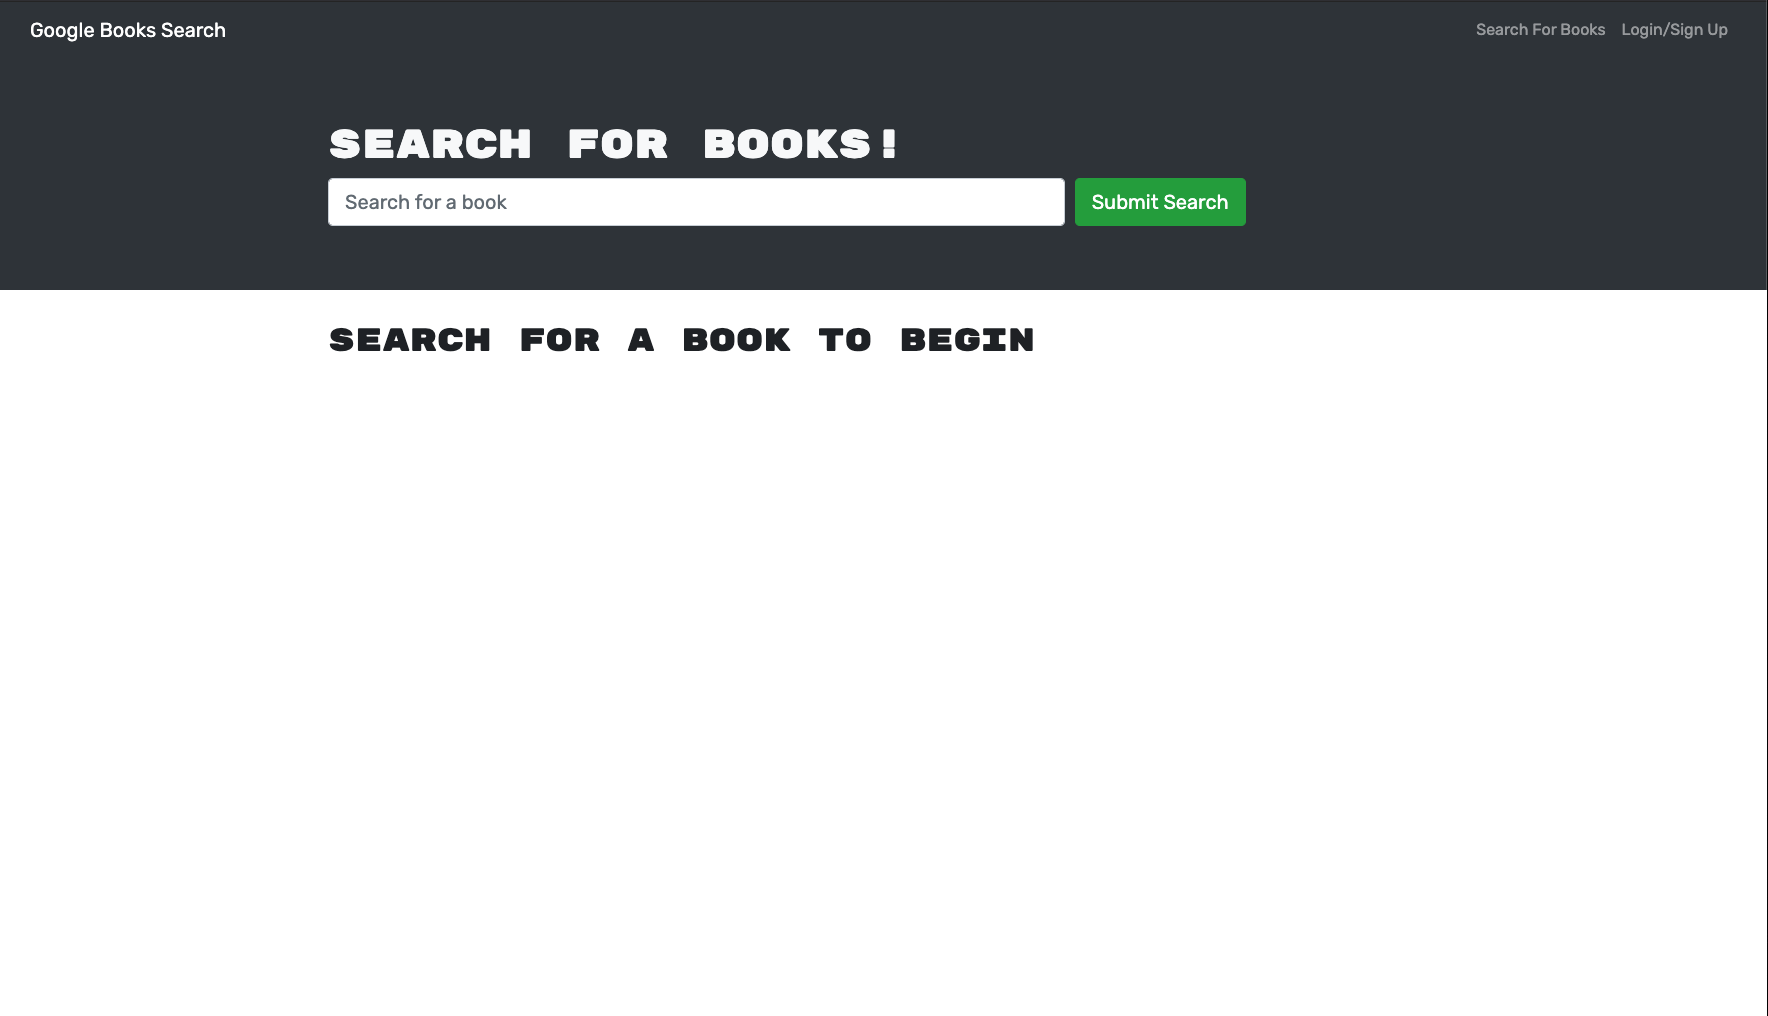 Google Books Search
Search For Books
Login/Sign Up
SEARCH FOR BOOKS!
Search for a book
Submit Search
SEARCH FOR A BOOK TO BEGIN